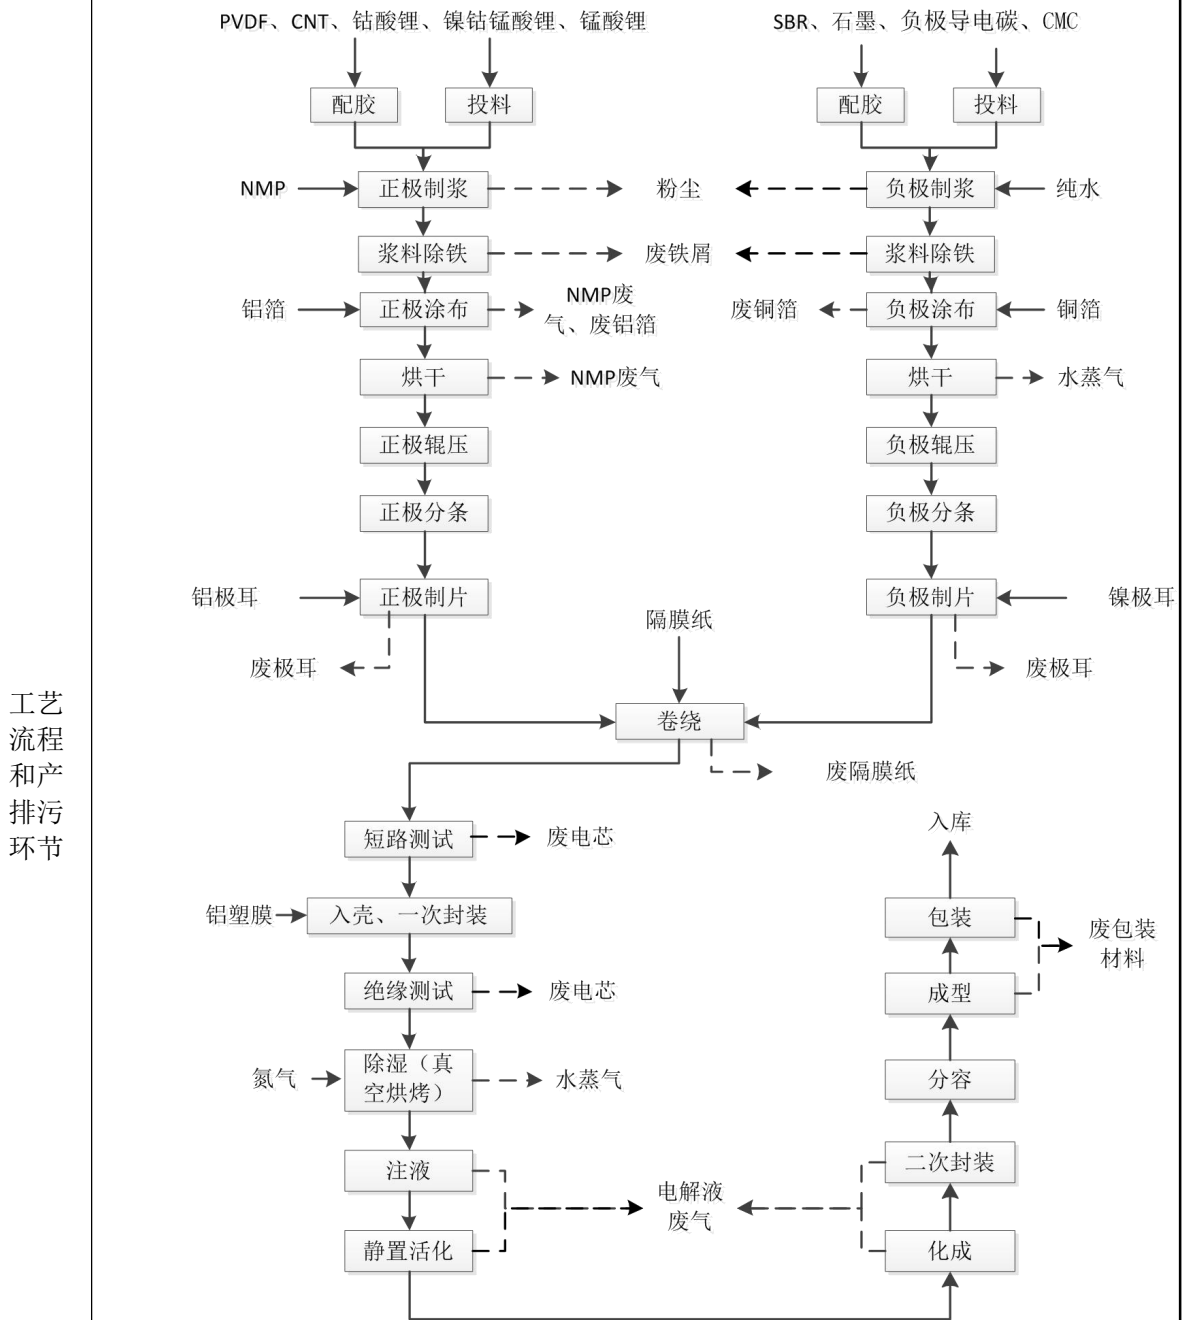 PVDF、CNT、钴酸锂、镍钴锰酸锂、锰酸锂
SBR、石墨、负极导电碳、CMC
配胶
投料
配胶
投料
NMP
正极制浆
粉尘
负极制浆
纯水
浆料除铁
废铁屑
浆料除铁
铝箔
正极涂布
NMP废
气、废铝箔
废铜箔
负极涂布
铜箔
烘干
NMP废气
烘干
水蒸气
正极辊压
负极辊压
正极分条
负极分条
铝极耳
正极制片
负极制片
镍极耳
隔膜纸
废极耳
废极耳
卷绕
废隔膜纸
工艺
流程
和产
排污
环节
短路测试
废电芯
入库
铝塑膜
入壳、一次封装
包装
废包装
材料
绝缘测试
废电芯
成型
氮气
除湿（真
空烘烤）
水蒸气
分容
注液
二次封装
电解液
废气
静置活化
化成